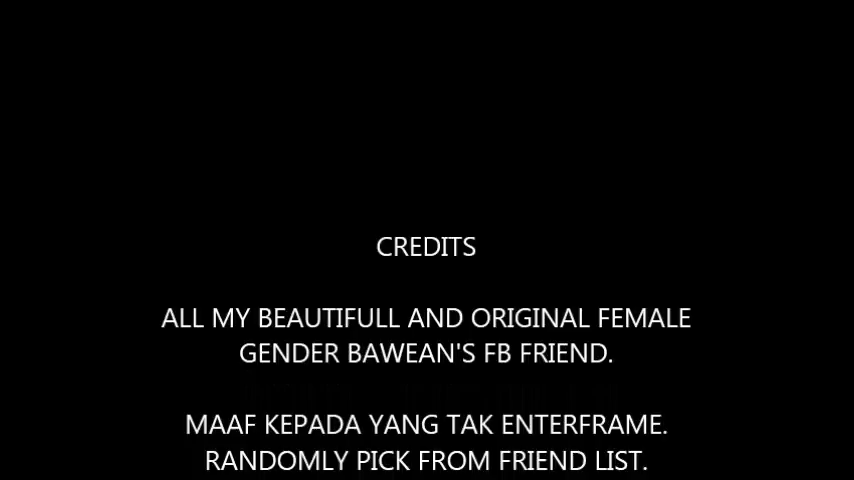 CREDITS
ALL MY BEAUTIFULL AND ORIGINAL FEMALE
GENDER BAWEAN'S FB FRIEND.
MAAF KEPADA YANG TAK ENTERFRAME.
RANDOMLY PICK FROM FRIEND LIST.